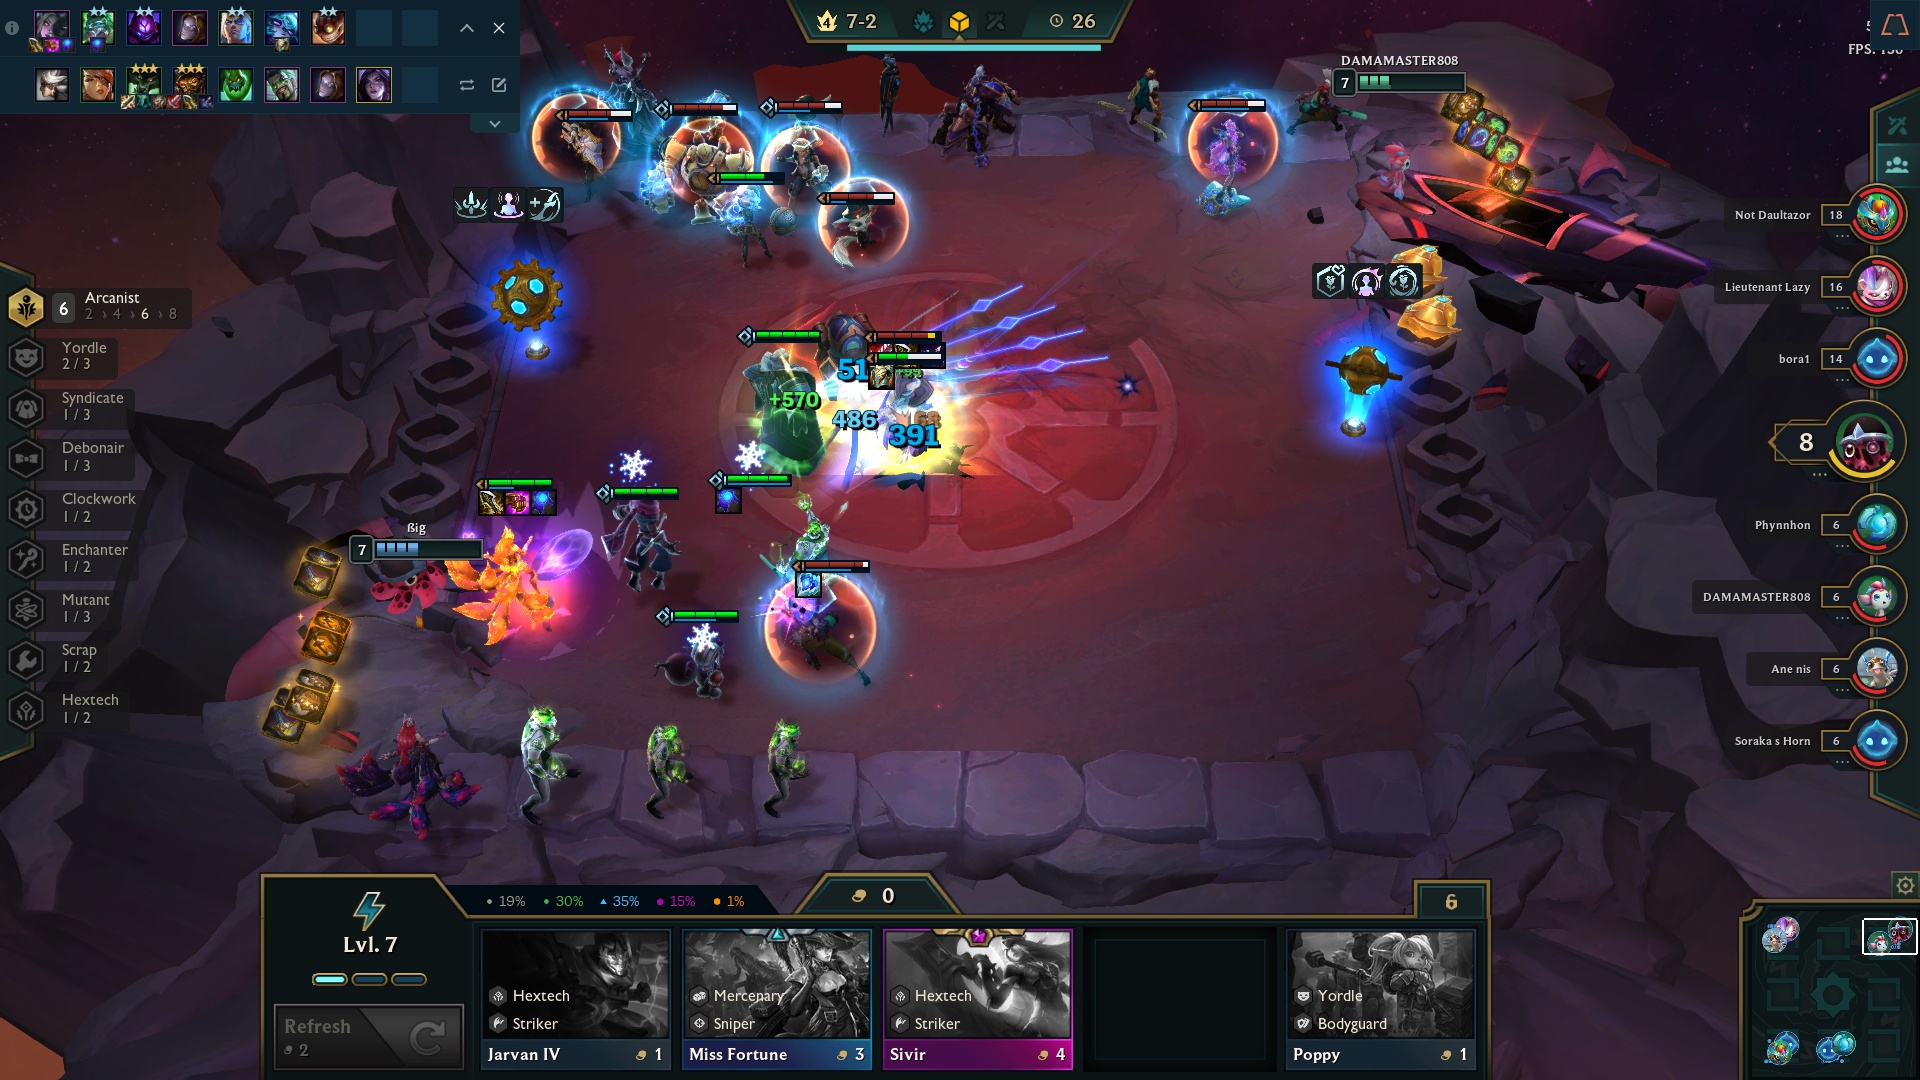 4
7-2
26
FPS:
DAMAMASTER808
7
Not Daultazor
18
Lieutenant Lazy
16
bora1
14
8
Phynnhon
6
DAMAMASTER808
6
Ane nis
6
Soraka s Horn
6
6
Arcanist
2 › 4 › 6 › 8
Yordle
2 / 3
Syndicate
1 / 3
Debonair
1 / 3
Clockwork
1 / 2
Enchanter
1 / 2
Mutant
1 / 3
Scrap
1 / 2
Hextech
1 / 2
51
+570
486
391
ßig
7
Lvl. 7
Refresh
2
19%
30%
35%
15%
1%
0
6
Hextech
Striker
Jarvan IV
1
Mercenary
Sniper
Miss Fortune
3
Hextech
Striker
Sivir
4
Yordle
Bodyguard
Poppy
1